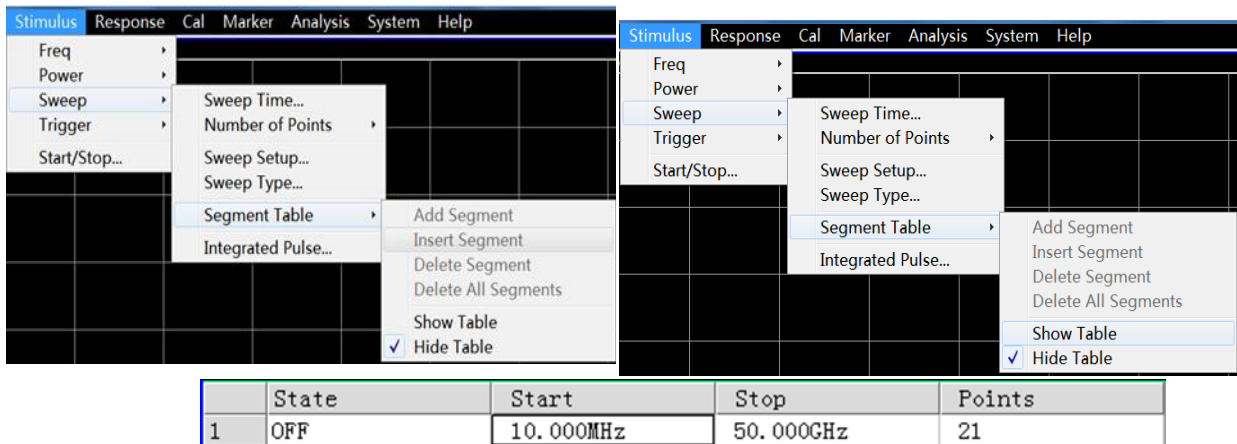 Stimulus Response Cal Marker Analysis System Help
Freq
Power
Sweep
Trigger
Start/Stop...
Sweep Time...
Number of Points
Sweep Setup...
Sweep Type...
Segment Table
Integrated Pulse...
Add Segment
Insert Segment
Delete Segment
Delete All Segments
Show Table
✓ Hide Table
Stimulus Response Cal Marker Analysis System Help
Freq
Power
Sweep
Trigger
Start/Stop...
Sweep Time...
Number of Points
Sweep Setup...
Sweep Type...
Segment Table
Integrated Pulse...
Add Segment
Insert Segment
Delete Segment
Delete All Segments
Show Table
✓ Hide Table
State Start Stop Points
1 OFF 10.000MHz 50.000GHz 21